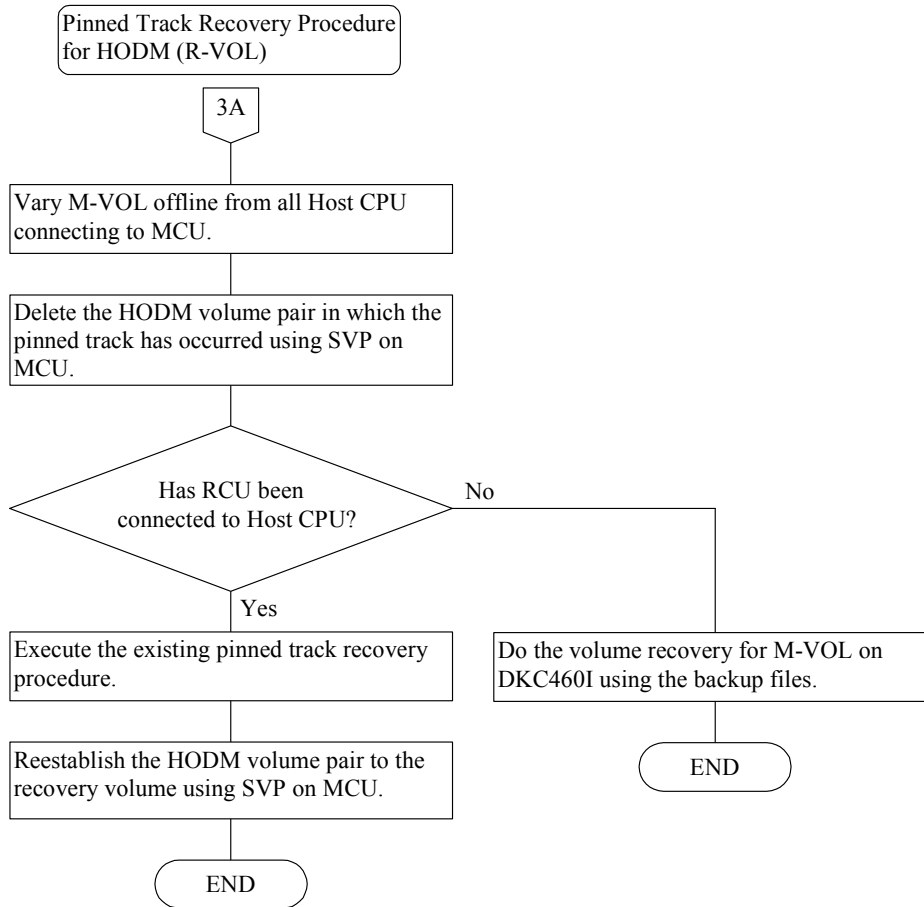 Pinned Track Recovery Procedure
for HODM (R-VOL)
3A
Vary M-VOL offline from all Host CPU
connecting to MCU.
Delete the HODM volume pair in which the
pinned track has occurred using SVP on
MCU.
Has RCU been
connected to Host CPU?
No
Yes
Execute the existing pinned track recovery
procedure.
Do the volume recovery for M-VOL on
DKC460I using the backup files.
Reestablish the HODM volume pair to the
recovery volume using SVP on MCU.
END
END